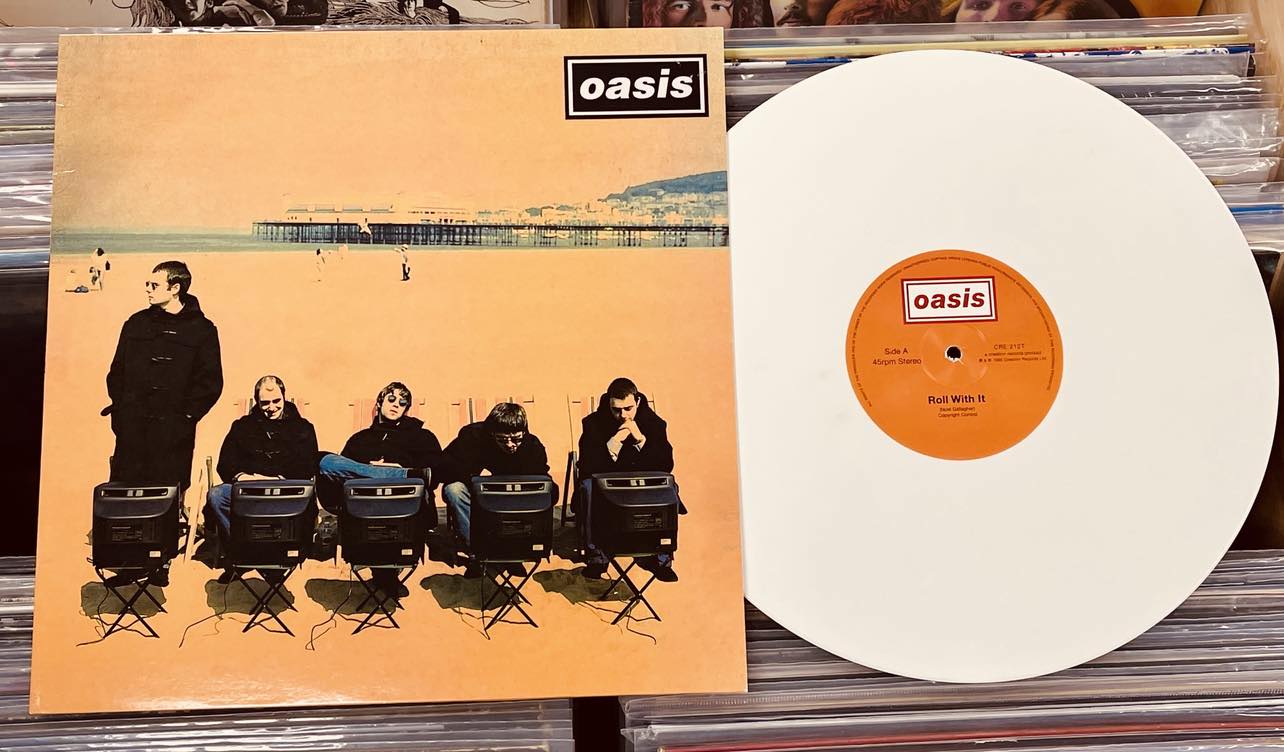 oasis
oasis
Side A
45rpm Stereo
CRE 212T
Roll With It
(Noel Gallagher)
Copyright Control